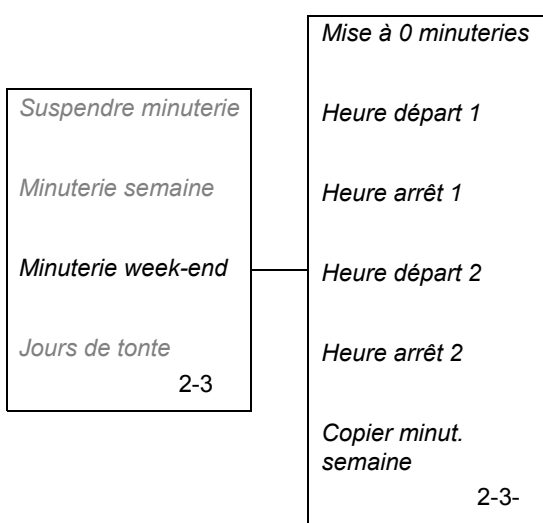 Suspendre minuterie
Minuterie semaine
Minuterie week-end
Jours de tonte
2-3
Mise à 0 minuteries
Heure départ 1
Heure arrêt 1
Heure départ 2
Heure arrêt 2
Copier minut.
semaine
2-3-